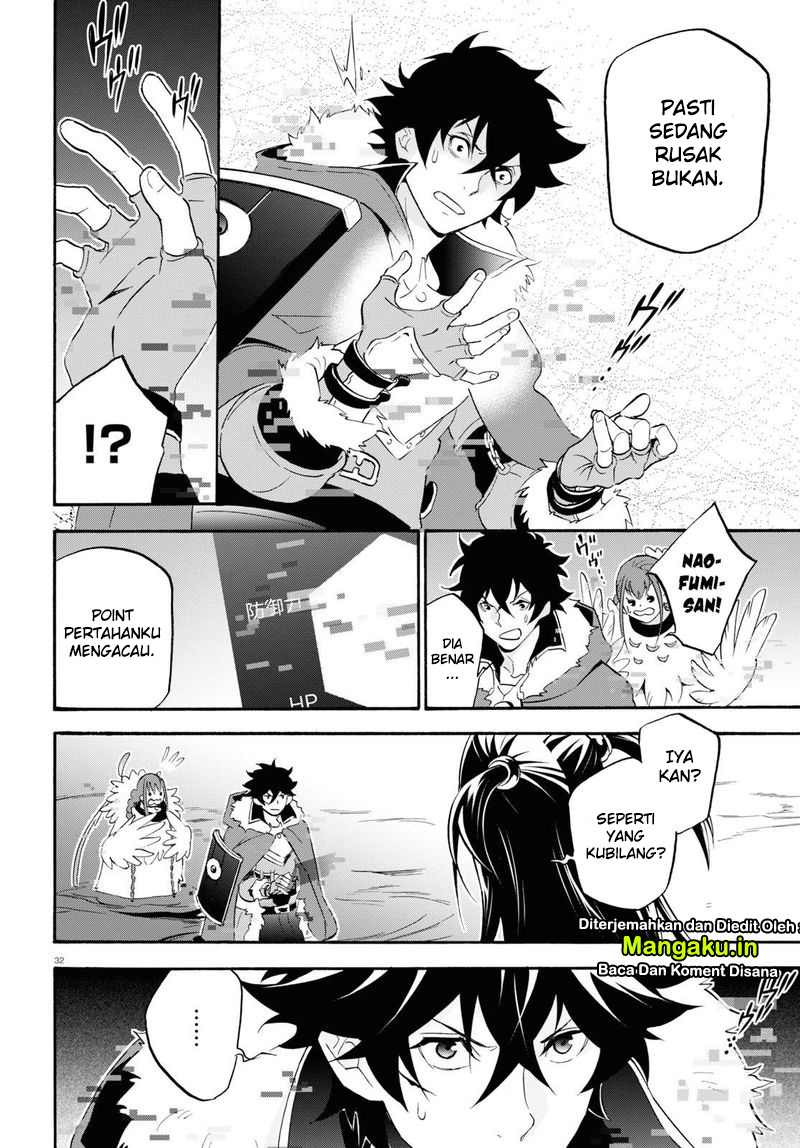 PASTI
SEDANG
RUSAK
BUKAN.
!?
NAO-
FUMI-
SAN!
DIA
BENAR
...
防御力
HP
POINT
PERTAHANKU
MENGACAU.
IYA
KAN?
SEPERTI
YANG
KUBILANG?
Diterjemahkan dan Diedit Oleh :
Mangaku.in
Baca Dan Koment Disana
32
......